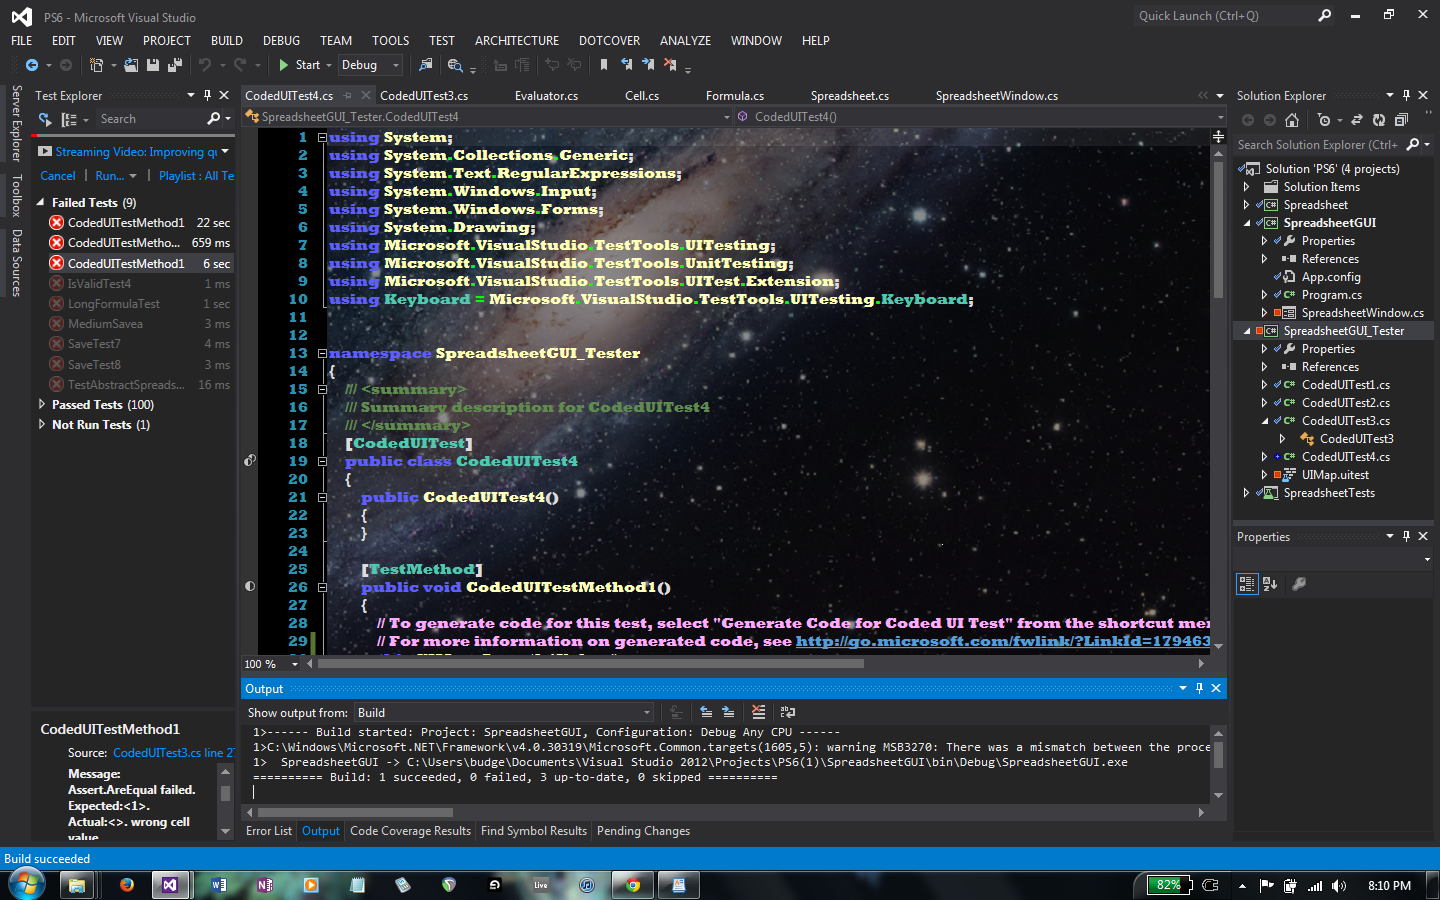 PS6 - Microsoft Visual Studio
Quick Launch (Ctrl+Q)
FILE EDIT VIEW PROJECT BUILD DEBUG TEAM TOOLS TEST ARCHITECTURE DOTCOVER ANALYZE WINDOW HELP
Start Debug
Server Explorer
Toolbox
Data Sources
Test Explorer
Search
Streaming Video: Improving qu
Cancel Run... Playlist : All Te
Failed Tests (9)
CodedUITestMethod1 22 sec
CodedUITestMetho... 659 ms
CodedUITestMethod1 6 sec
IsValidTest4 1 ms
LongFormulaTest 1 sec
MediumSavea 3 ms
SaveTest7 4 ms
SaveTest8 3 ms
TestAbstractSpreads... 16 ms
Passed Tests (100)
Not Run Tests (1)
CodedUITestMethod1
Source: CodedUITest3.cs line 27
Message:
Assert.AreEqual failed.
Expected:<1>.
Actual:<>. wrong cell
value
CodedUITest4.cs CodedUITest3.cs Evaluator.cs Cell.cs Formula.cs Spreadsheet.cs SpreadsheetWindow.cs
SpreadsheetGUI_Tester.CodedUITest4 CodedUITest4()
1 using System;
2 using System.Collections.Generic;
3 using System.Text.RegularExpressions;
4 using System.Windows.Input;
5 using System.Windows.Forms;
6 using System.Drawing;
7 using Microsoft.VisualStudio.TestTools.UITesting;
8 using Microsoft.VisualStudio.TestTools.UnitTesting;
9 using Microsoft.VisualStudio.TestTools.UITest.Extension;
10 using Keyboard = Microsoft.VisualStudio.TestTools.UITesting.Keyboard;
11
12
13 namespace SpreadsheetGUI_Tester
14 {
15 /// <summary>
16 /// Summary description for CodedUITest4
17 /// </summary>
18 [CodedUITest]
19 public class CodedUITest4
20 {
21 public CodedUITest4()
22 {
23 }
24
25 [TestMethod]
26 public void CodedUITestMethod1()
27 {
28 // To generate code for this test, select "Generate Code for Coded UI Test" from the shortcut men
29 // For more information on generated code, see http://go.microsoft.com/fwlink/?LinkId=179463
100 %
Output
Show output from: Build
1>------ Build started: Project: SpreadsheetGUI, Configuration: Debug Any CPU ------
1>C:\Windows\Microsoft.NET\Framework\v4.0.30319\Microsoft.Common.targets(1605,5): warning MSB3270: There was a mismatch between the proce
1> SpreadsheetGUI -> C:\Users\budge\Documents\Visual Studio 2012\Projects\PS6(1)\SpreadsheetGUI\bin\Debug\SpreadsheetGUI.exe
========== Build: 1 succeeded, 0 failed, 3 up-to-date, 0 skipped ==========
Error List Output Code Coverage Results Find Symbol Results Pending Changes
Solution Explorer
Search Solution Explorer (Ctrl+
Solution 'PS6' (4 projects)
Solution Items
Spreadsheet
SpreadsheetGUI
Properties
References
App.config
Program.cs
SpreadsheetWindow.cs
SpreadsheetGUI_Tester
Properties
References
CodedUITest1.cs
CodedUITest2.cs
CodedUITest3.cs
CodedUITest3
CodedUITest4.cs
UIMap.uitest
SpreadsheetTests
Properties
Build succeeded
Live
82%
8:10 PM